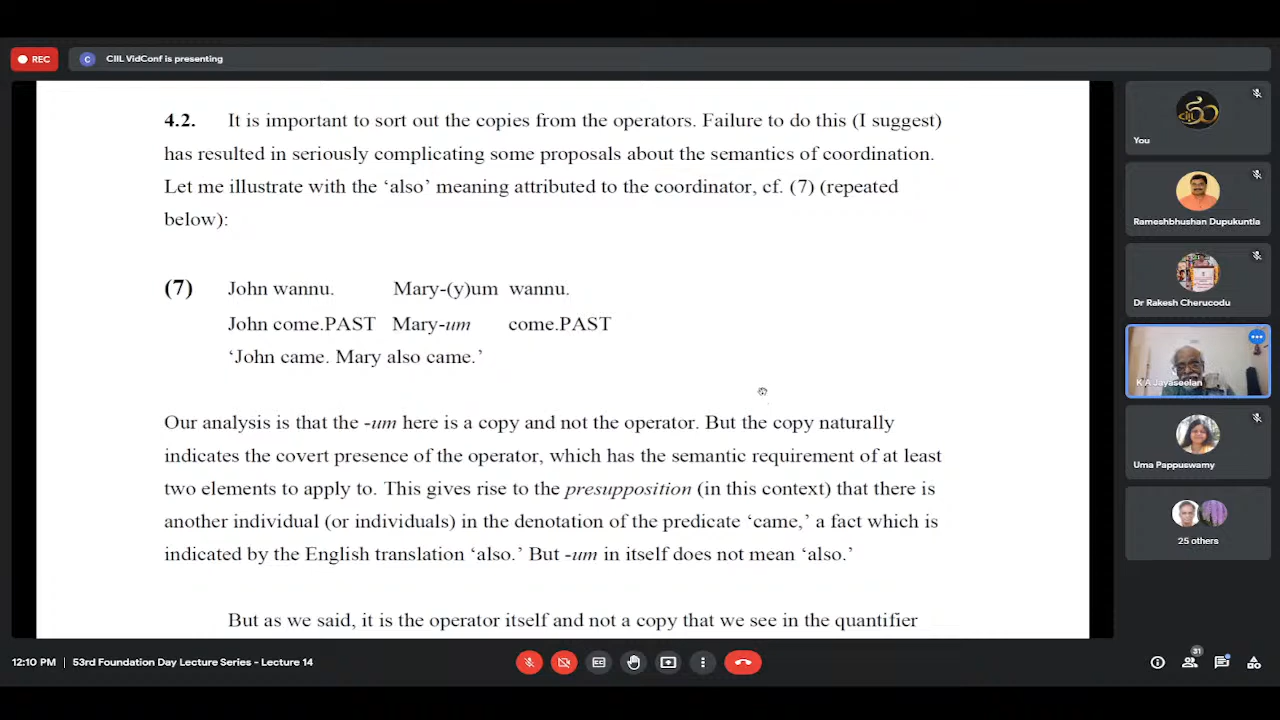 REC
C
CIIL VidConf is presenting
4.2. It is important to sort out the copies from the operators. Failure to do this (I suggest)
has resulted in seriously complicating some proposals about the semantics of coordination.
Let me illustrate with the ‘also’ meaning attributed to the coordinator, cf. (7) (repeated
below):
(7) John wannu. Mary-(y)um wannu.
John come.PAST Mary-um come.PAST
‘John came. Mary also came.’
Our analysis is that the -um here is a copy and not the operator. But the copy naturally
indicates the covert presence of the operator, which has the semantic requirement of at least
two elements to apply to. This gives rise to the presupposition (in this context) that there is
another individual (or individuals) in the denotation of the predicate ‘came,’ a fact which is
indicated by the English translation ‘also.’ But -um in itself does not mean ‘also.’
But as we said, it is the operator itself and not a copy that we see in the quantifier
You
Rameshbhushan Dupukuntla
Dr Rakesh Cherucodu
K A Jayaseelan
Uma Pappuswamy
25 others
12:10 PM | 53rd Foundation Day Lecture Series - Lecture 14
31